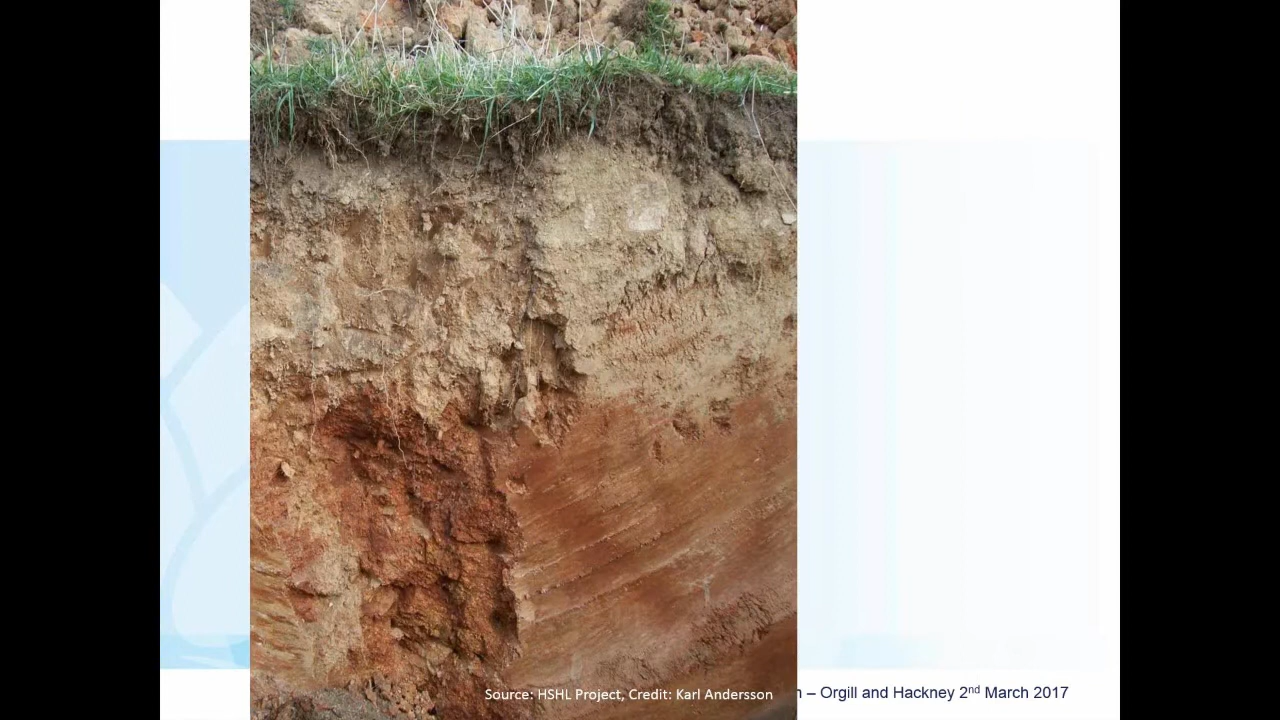 Source: HSHL Project, Credit: Karl Andersson
– Orgill and Hackney 2nd March 2017